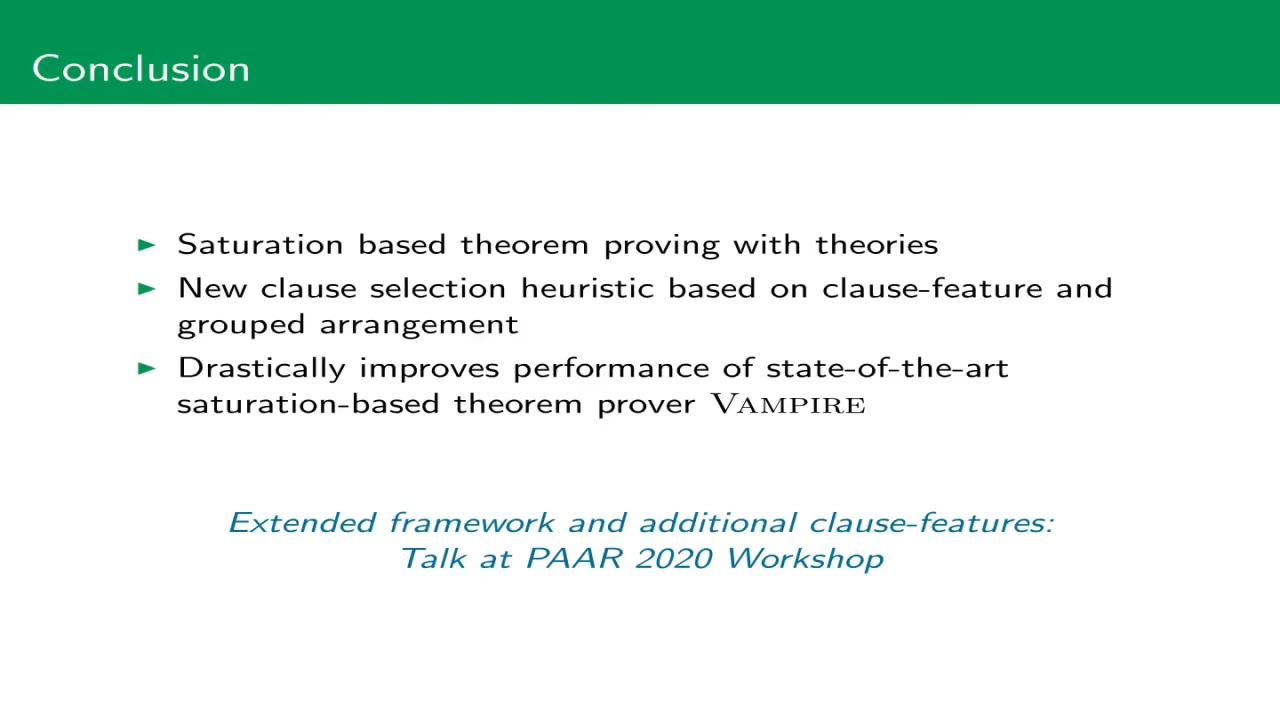 Conclusion
► Saturation based theorem proving with theories
► New clause selection heuristic based on clause-feature and
grouped arrangement
► Drastically improves performance of state-of-the-art
saturation-based theorem prover VAMPIRE
Extended framework and additional clause-features:
Talk at PAAR 2020 Workshop